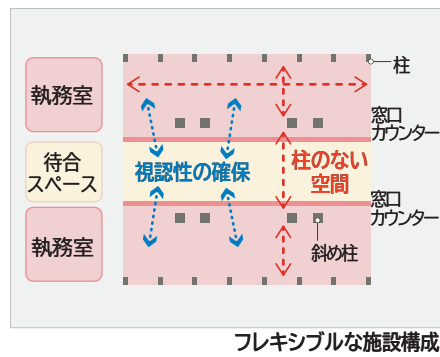 執務室
柱
窓口
カウンター
待合
スペース
視認性の確保
柱のない
空間
窓口
カウンター
執務室
斜め柱
フレキシブルな施設構成